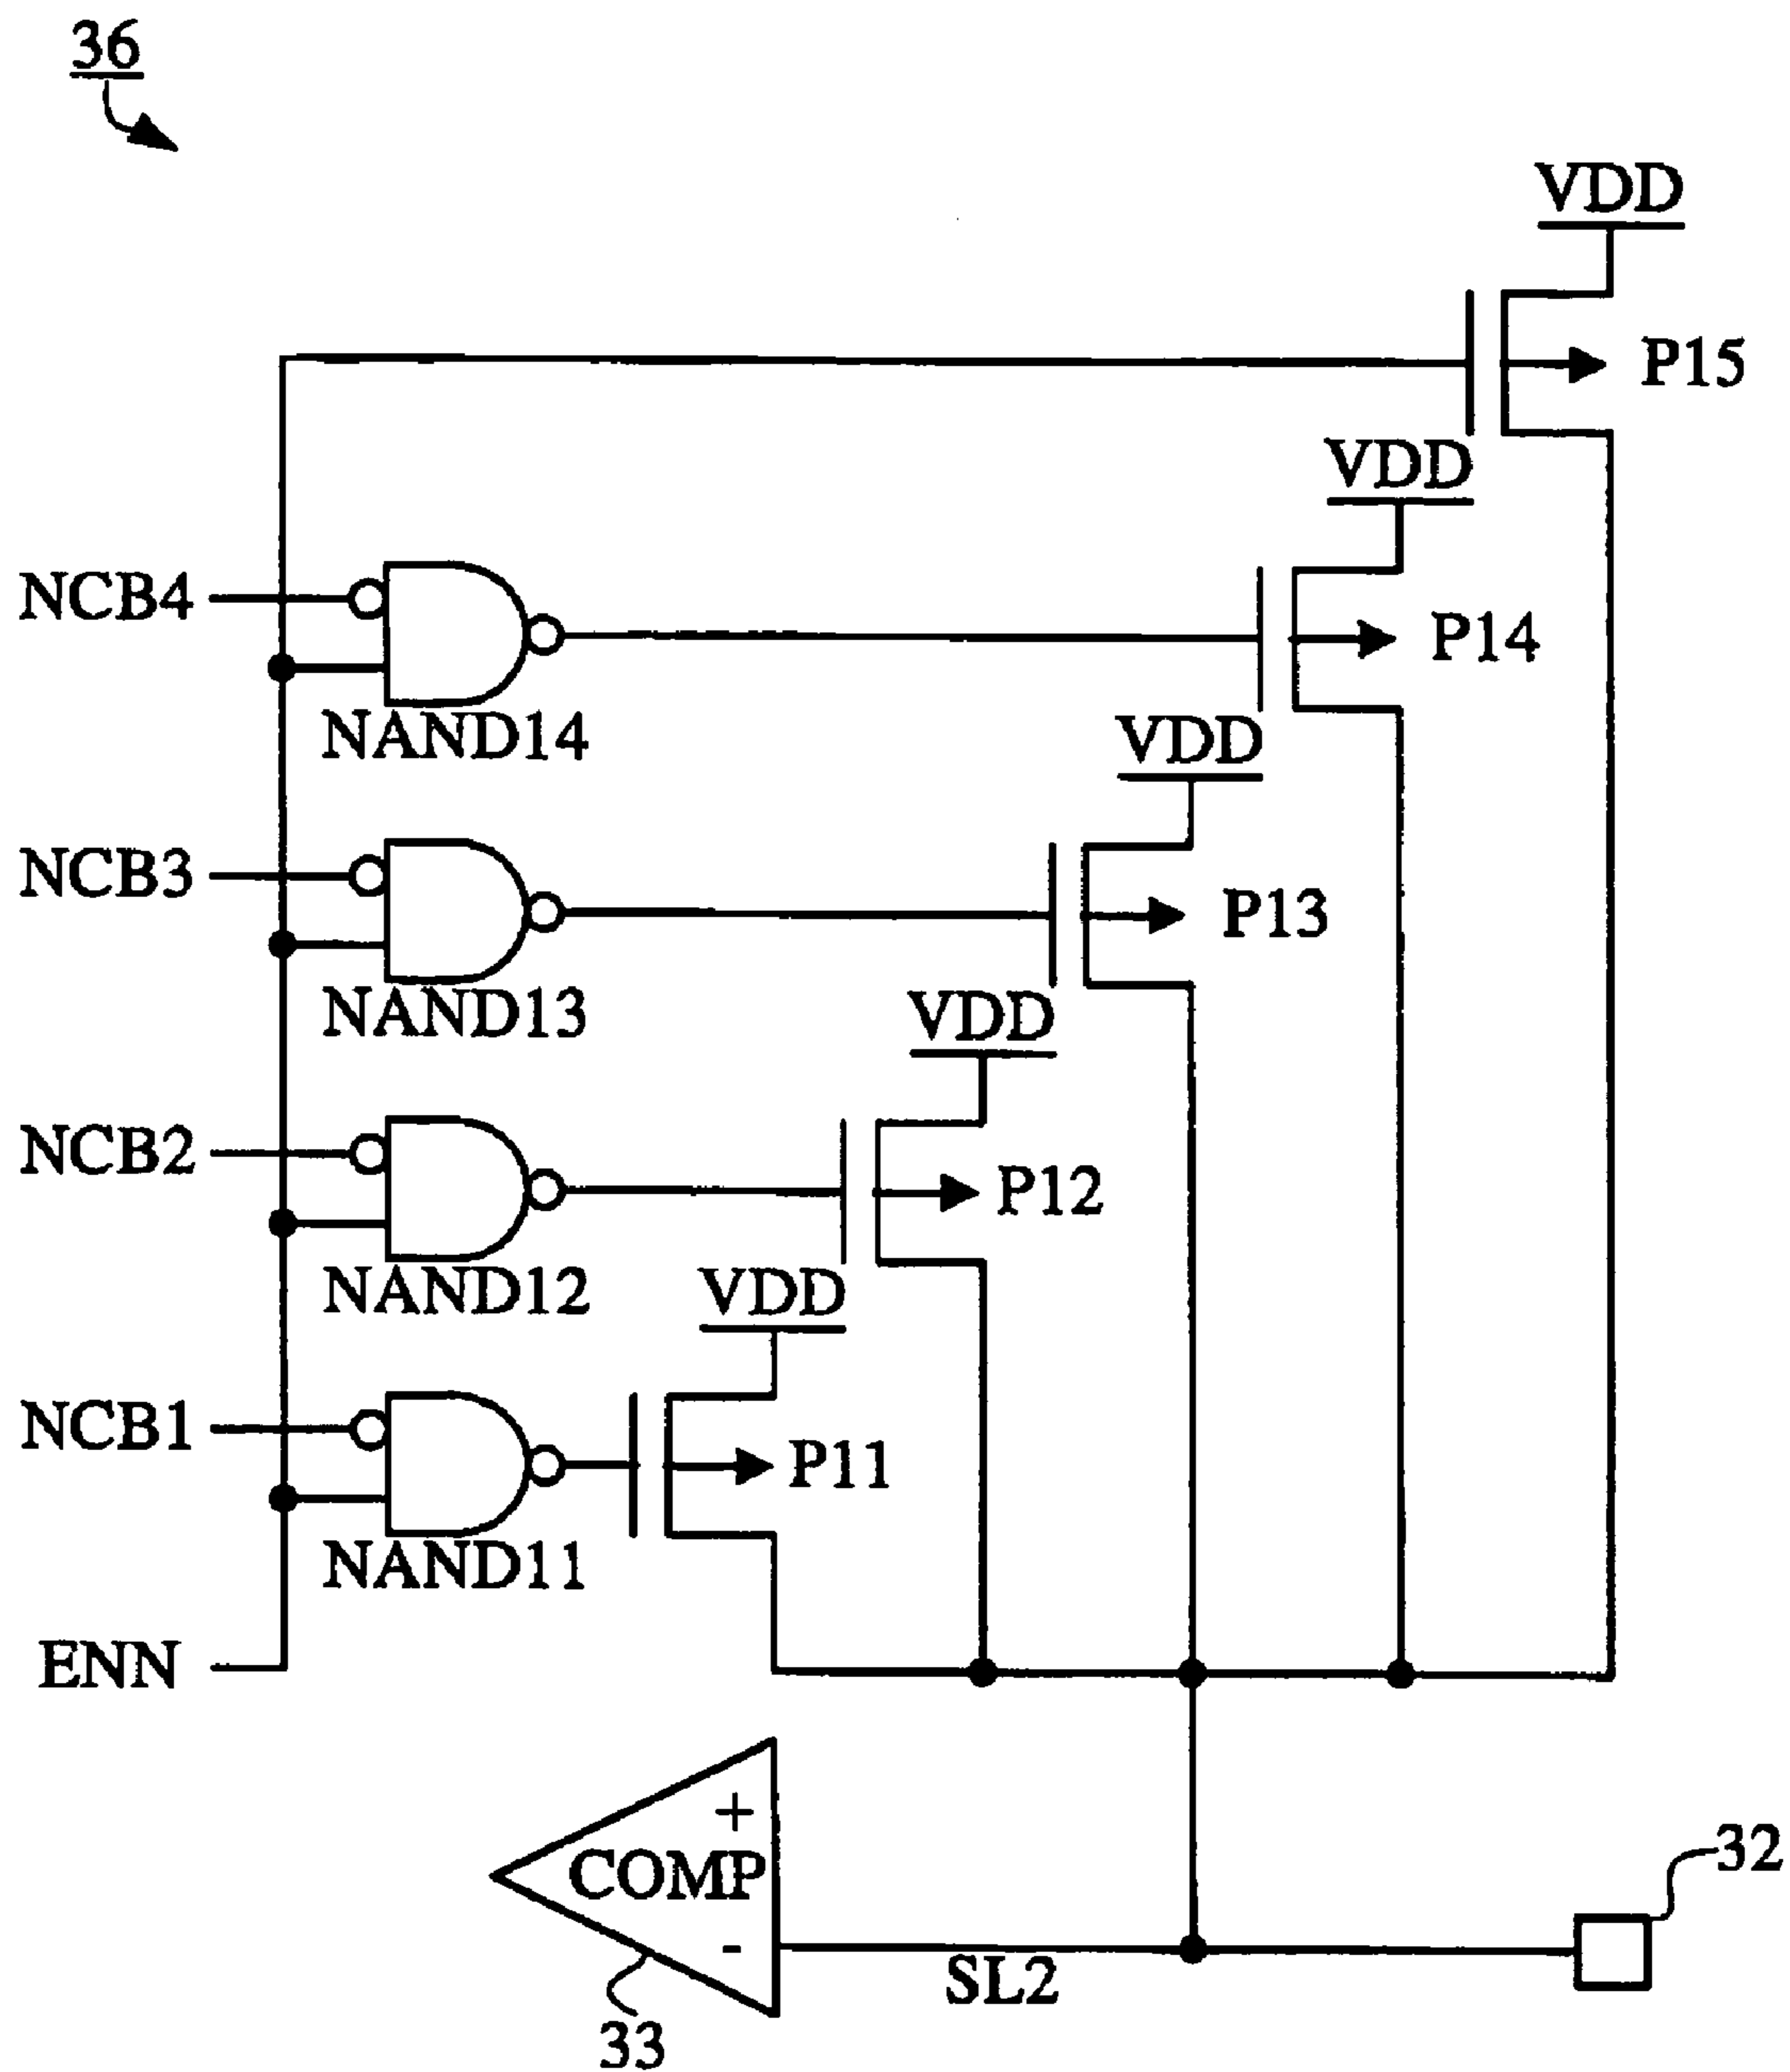 36
VDD
P15
VDD
NCB4
P14
NAND14
VDD
NCB3
P13
NAND13
VDD
NCB2
P12
NAND12
VDD
NCB1
P11
NAND11
ENN
+
COMP
-
32
SL2
33